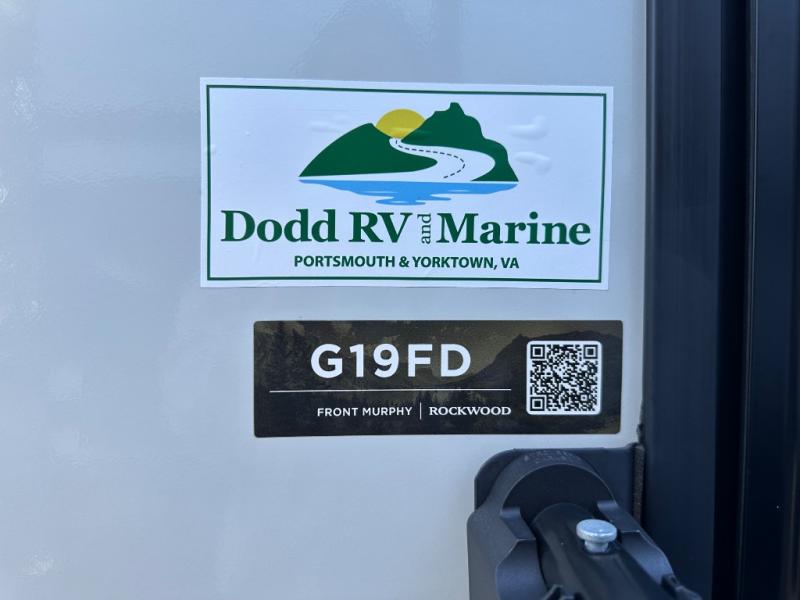 Dodd RV and Marine
PORTSMOUTH & YORKTOWN, VA
G19FD
FRONT MURPHY | ROCKWOOD